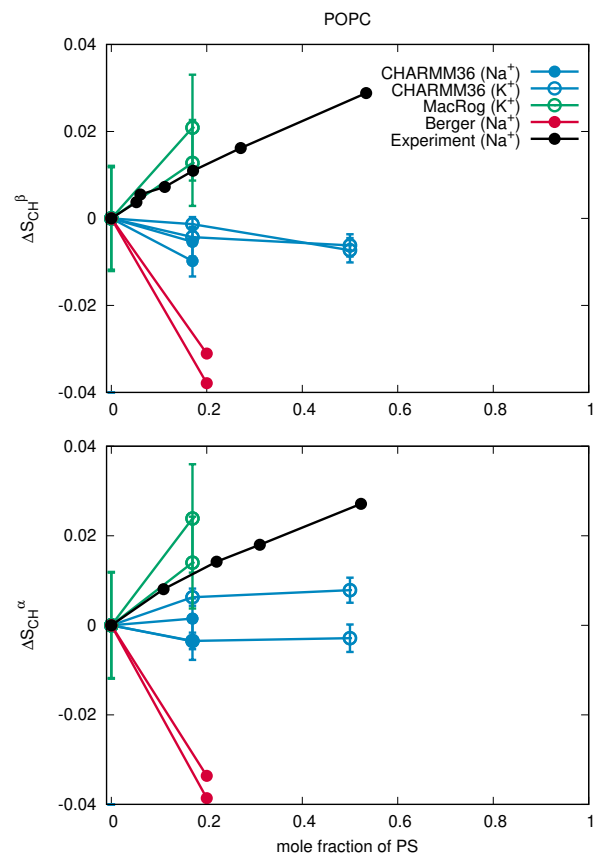 POPC
0.04
0.02
0
-0.02
-0.04
ΔS_CH^β
CHARMM36 (Na⁺)
CHARMM36 (K⁺)
MacRog (K⁺)
Berger (Na⁺)
Experiment (Na⁺)
0 0.2 0.4 0.6 0.8 1
0.04
0.02
0
-0.02
-0.04
ΔS_CH^α
0 0.2 0.4 0.6 0.8 1
mole fraction of PS